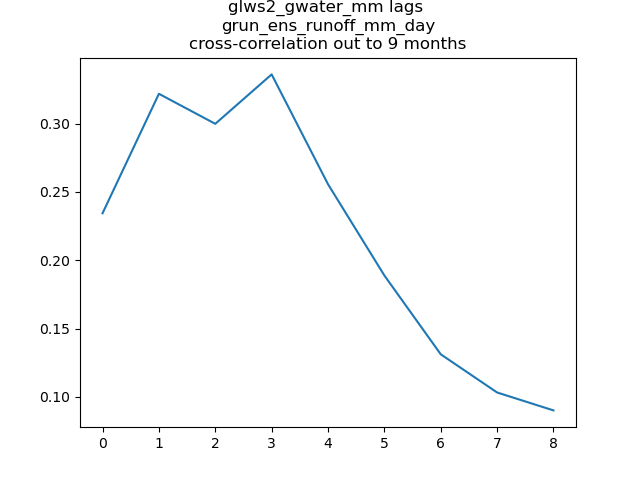 glws2_gwater_mm lags
grun_ens_runoff_mm_day
cross-correlation out to 9 months
0.30
0.25
0.20
0.15
0.10
0 1 2 3 4 5 6 7 8